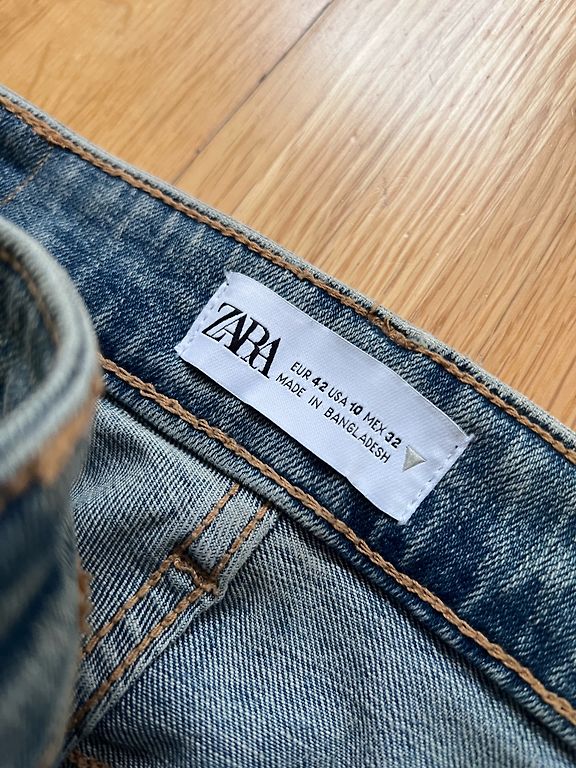 ZARA
EUR 42 USA 10 MEX 32
MADE IN BANGLADESH